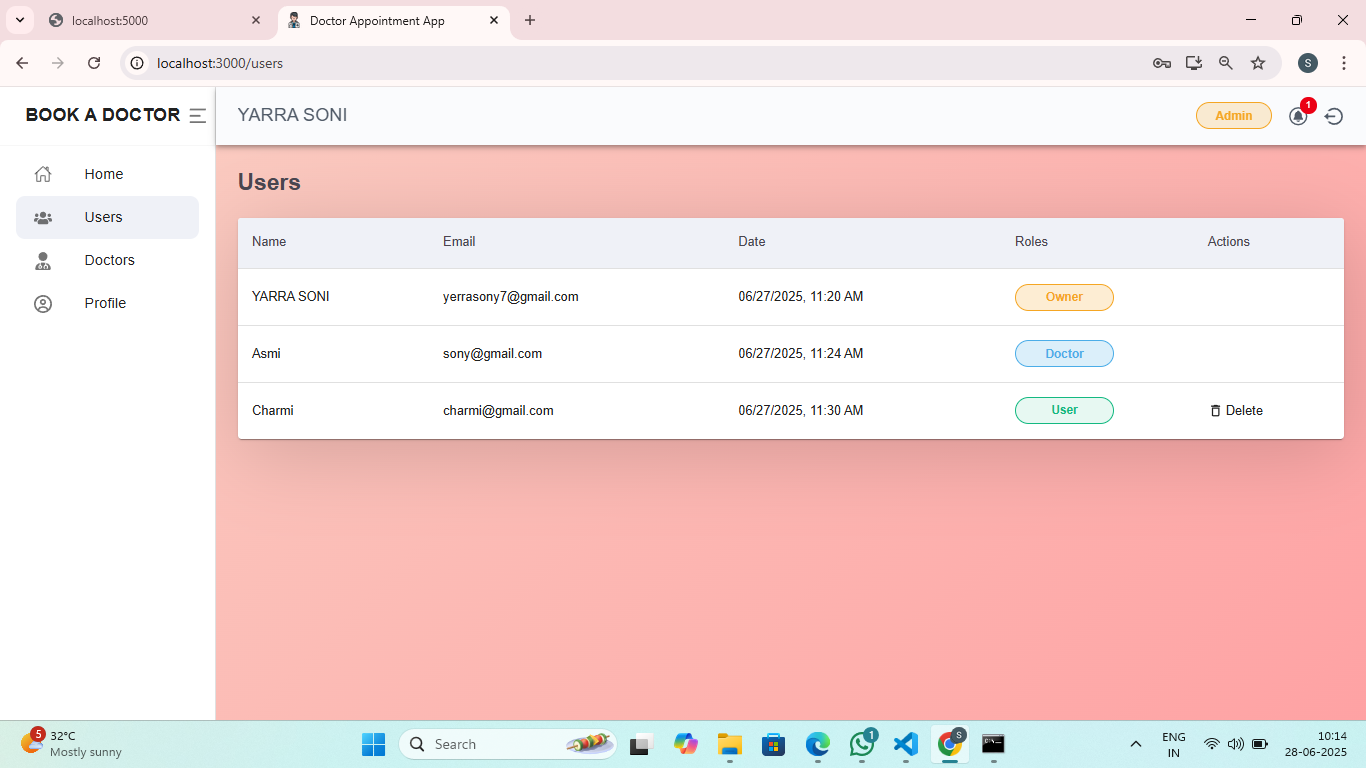 localhost:5000
Doctor Appointment App
localhost:3000/users
S
BOOK A DOCTOR
YARRA SONI
Admin
1
Home
Users
Doctors
Profile
Users
Name Email Date Roles Actions
YARRA SONI yerrasony7@gmail.com 06/27/2025, 11:20 AM Owner
Asmi sony@gmail.com 06/27/2025, 11:24 AM Doctor
Charmi charmi@gmail.com 06/27/2025, 11:30 AM User Delete
5
32°C
Mostly sunny
Search
1
S
ENG
IN
10:14
28-06-2025